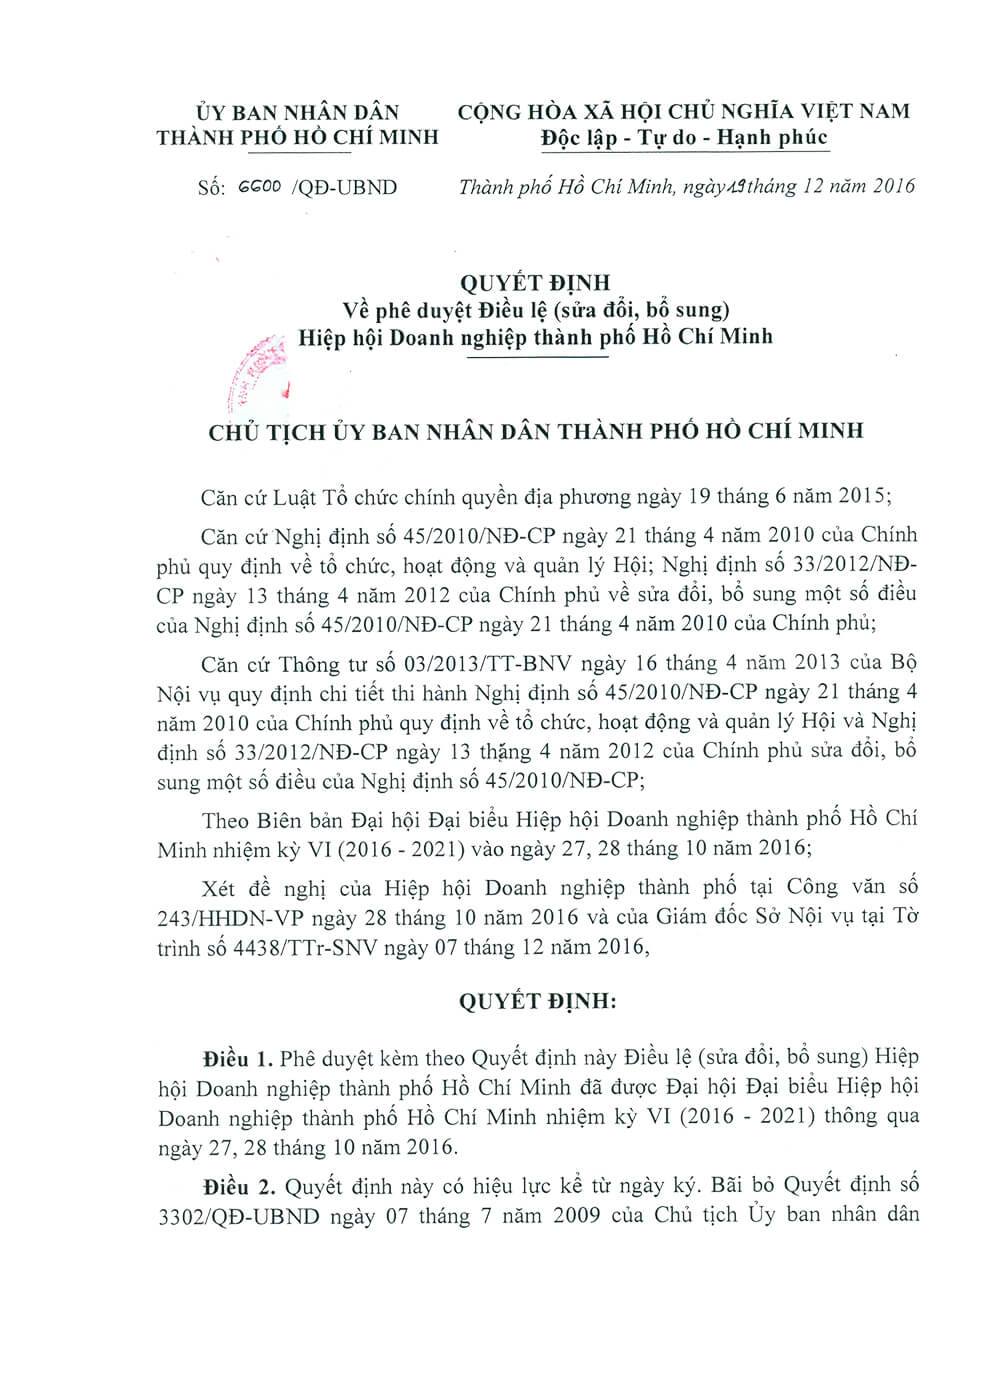 ỦY BAN NHÂN DÂN
THÀNH PHỐ HỒ CHÍ MINH
CỘNG HÒA XÃ HỘI CHỦ NGHĨA VIỆT NAM
Độc lập - Tự do - Hạnh phúc
Số: 6600 /QĐ-UBND
Thành phố Hồ Chí Minh, ngày 19 tháng 12 năm 2016
QUYẾT ĐỊNH
Về phê duyệt Điều lệ (sửa đổi, bổ sung)
Hiệp hội Doanh nghiệp thành phố Hồ Chí Minh
CHỦ TỊCH ỦY BAN NHÂN DÂN THÀNH PHỐ HỒ CHÍ MINH
Căn cứ Luật Tổ chức chính quyền địa phương ngày 19 tháng 6 năm 2015;
Căn cứ Nghị định số 45/2010/NĐ-CP ngày 21 tháng 4 năm 2010 của Chính
phủ quy định về tổ chức, hoạt động và quản lý Hội; Nghị định số 33/2012/NĐ-
CP ngày 13 tháng 4 năm 2012 của Chính phủ về sửa đổi, bổ sung một số điều
của Nghị định số 45/2010/NĐ-CP ngày 21 tháng 4 năm 2010 của Chính phủ;
Căn cứ Thông tư số 03/2013/TT-BNV ngày 16 tháng 4 năm 2013 của Bộ
Nội vụ quy định chi tiết thi hành Nghị định số 45/2010/NĐ-CP ngày 21 tháng 4
năm 2010 của Chính phủ quy định về tổ chức, hoạt động và quản lý Hội và Nghị
định số 33/2012/NĐ-CP ngày 13 tháng 4 năm 2012 của Chính phủ sửa đổi, bổ
sung một số điều của Nghị định số 45/2010/NĐ-CP;
Theo Biên bản Đại hội Đại biểu Hiệp hội Doanh nghiệp thành phố Hồ Chí
Minh nhiệm kỳ VI (2016 - 2021) vào ngày 27, 28 tháng 10 năm 2016;
Xét đề nghị của Hiệp hội Doanh nghiệp thành phố tại Công văn số
243/HHDN-VP ngày 28 tháng 10 năm 2016 và của Giám đốc Sở Nội vụ tại Tờ
trình số 4438/TTr-SNV ngày 07 tháng 12 năm 2016,
QUYẾT ĐỊNH:
Điều 1. Phê duyệt kèm theo Quyết định này Điều lệ (sửa đổi, bổ sung) Hiệp
hội Doanh nghiệp thành phố Hồ Chí Minh đã được Đại hội Đại biểu Hiệp hội
Doanh nghiệp thành phố Hồ Chí Minh nhiệm kỳ VI (2016 - 2021) thông qua
ngày 27, 28 tháng 10 năm 2016.
Điều 2. Quyết định này có hiệu lực kể từ ngày ký. Bãi bỏ Quyết định số
3302/QĐ-UBND ngày 07 tháng 7 năm 2009 của Chủ tịch Ủy ban nhân dân